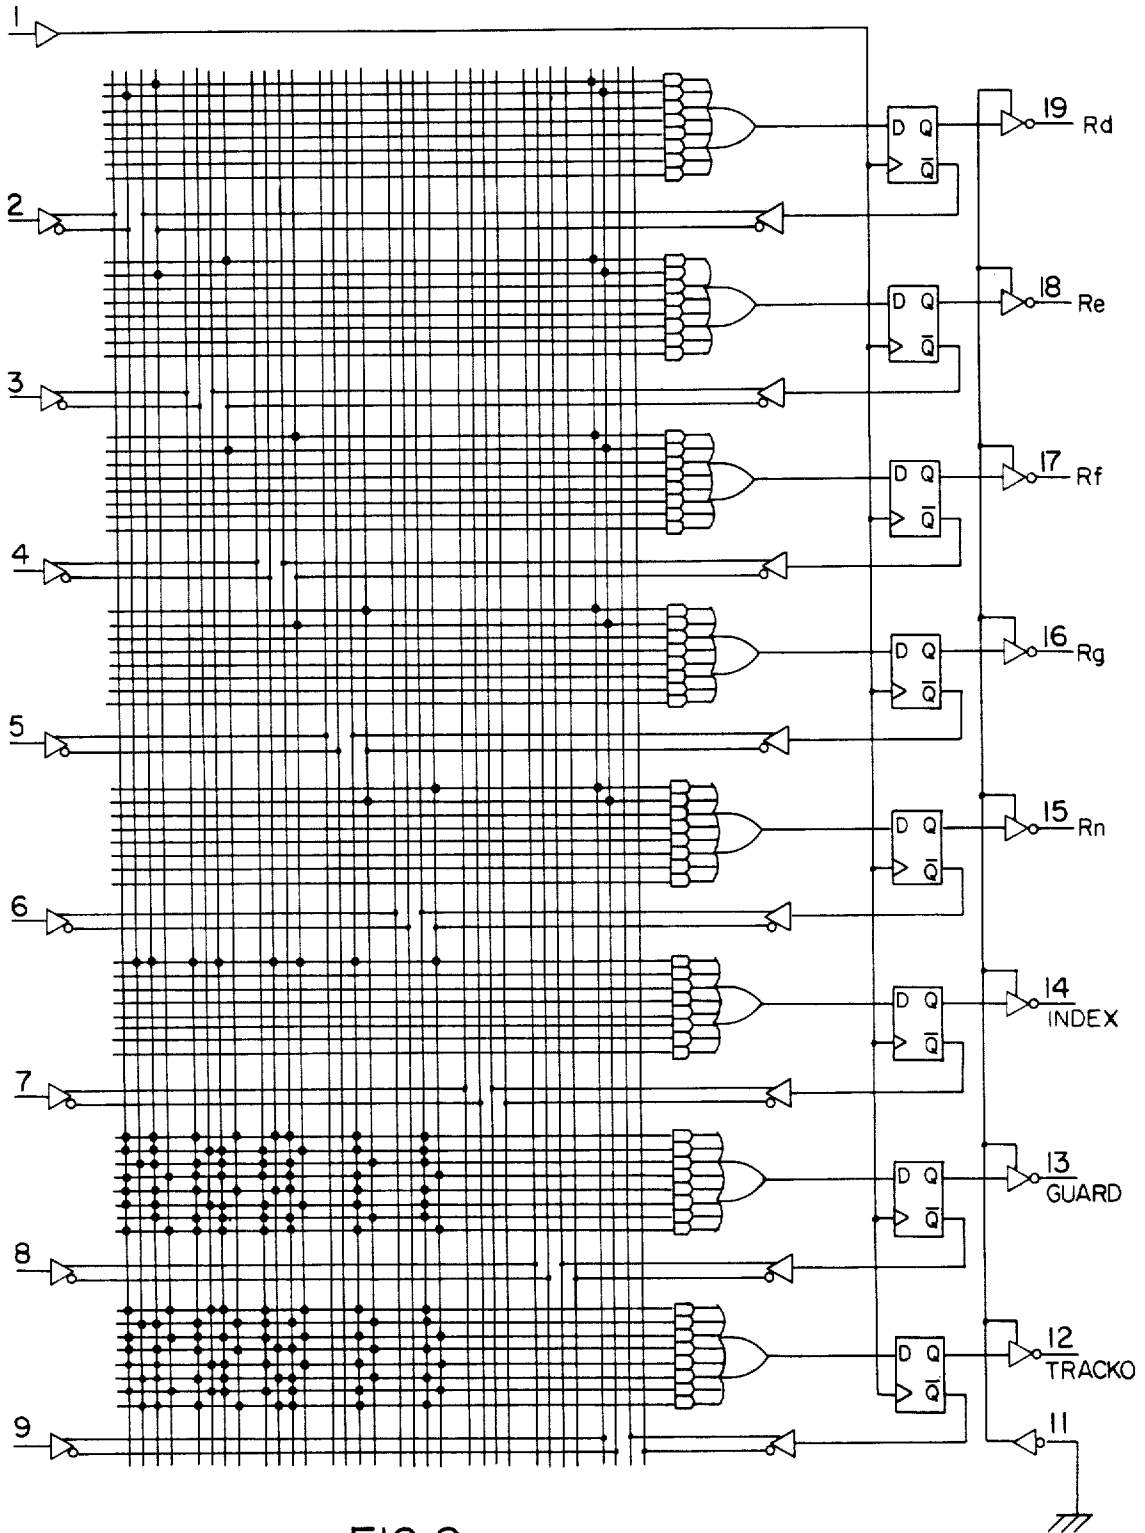 1
D Q
Q̅
19 Rd
2
D Q
Q̅
18 Re
3
D Q
Q̅
17 Rf
4
D Q
Q̅
16 Rg
5
D Q
Q̅
15 Rn
6
D Q
Q̅
14 INDEX
7
D Q
Q̅
13 GUARD
8
D Q
Q̅
12 TRACKO
9
11